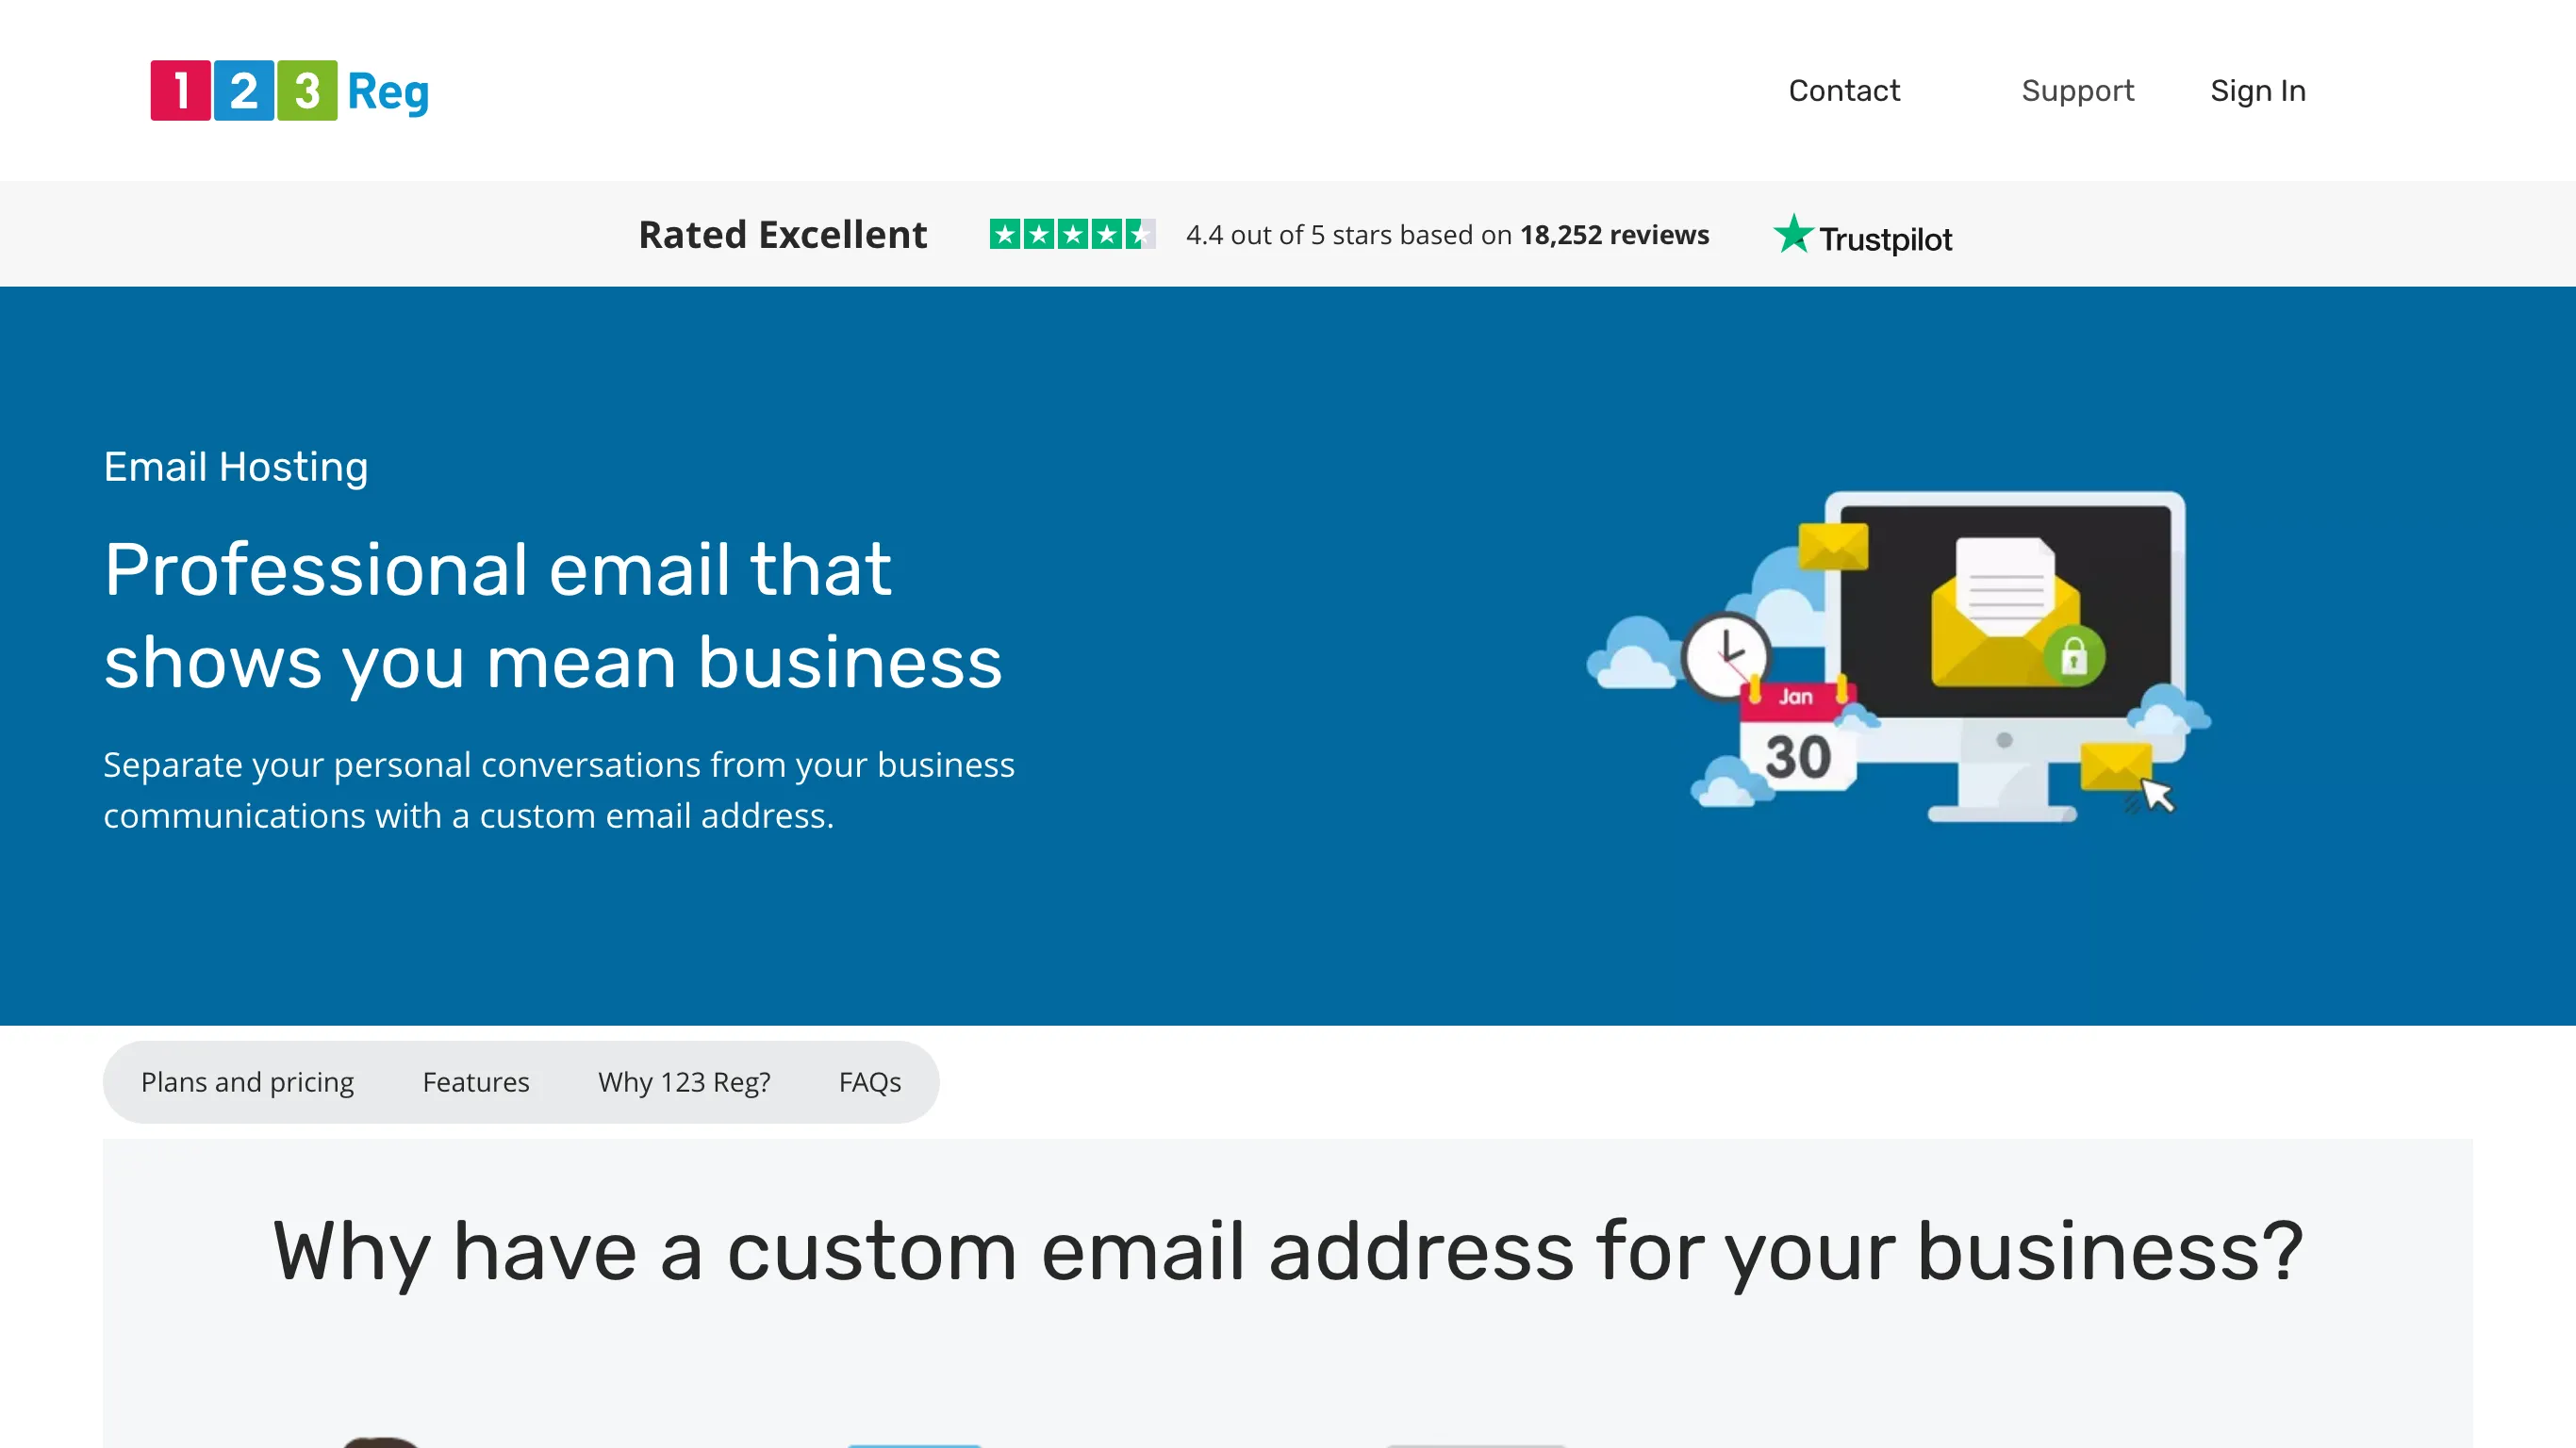 1 2 3 Reg
Contact Support Sign In
Rated Excellent 4.4 out of 5 stars based on 18,252 reviews Trustpilot
Email Hosting
Professional email that
shows you mean business
Separate your personal conversations from your business
communications with a custom email address.
Jan
30
Plans and pricing Features Why 123 Reg? FAQs
Why have a custom email address for your business?